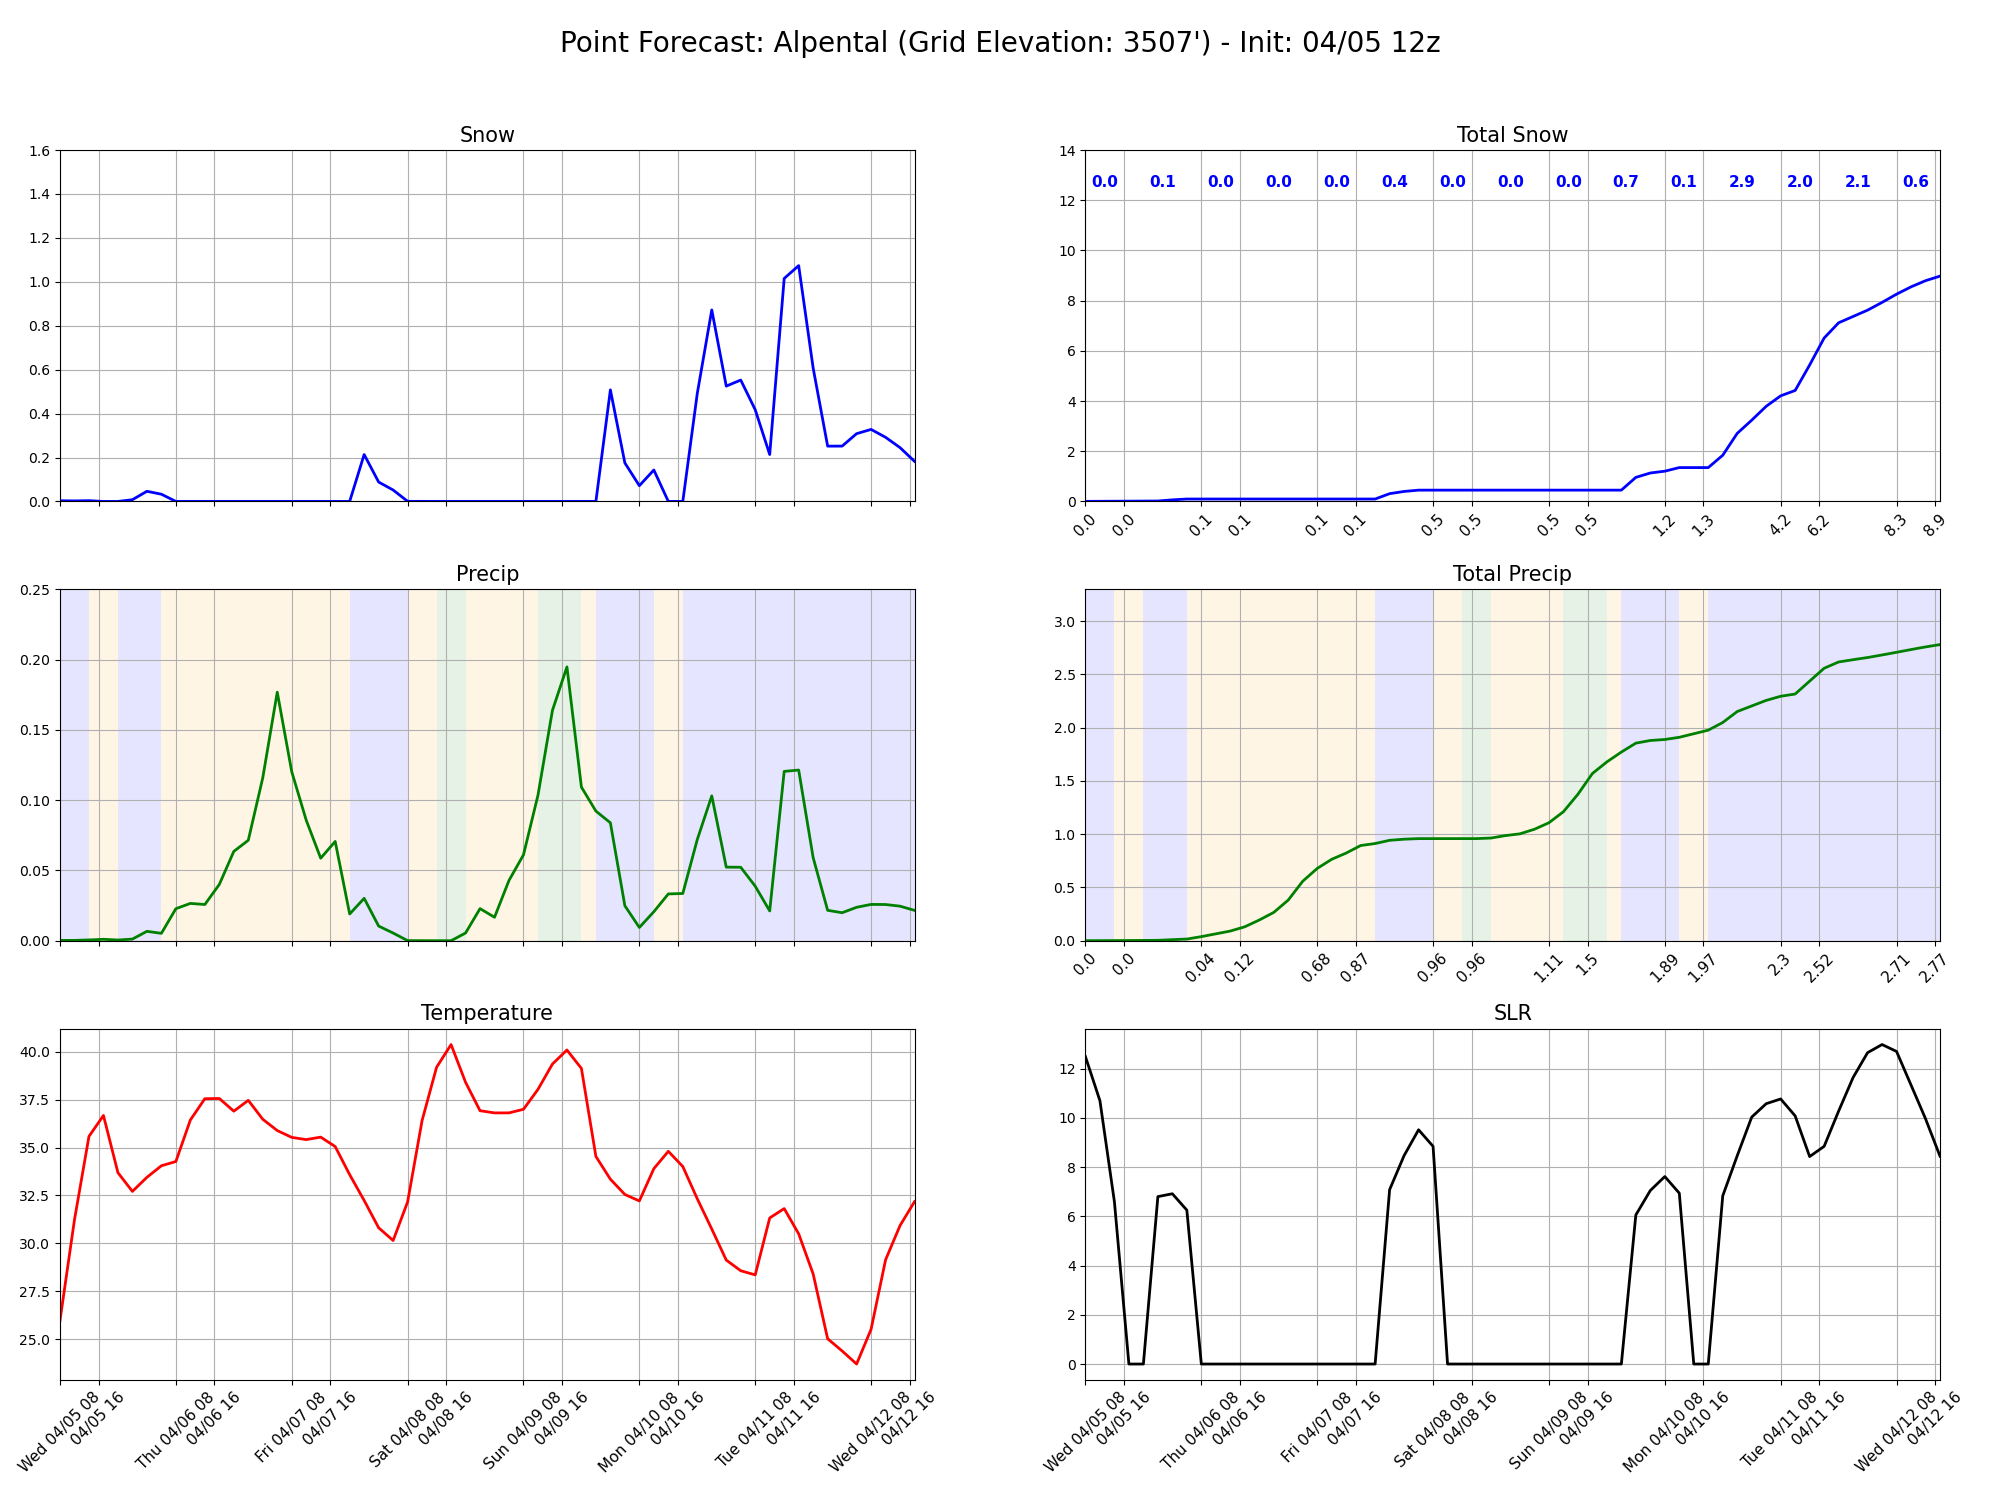 Point Forecast: Alpental (Grid Elevation: 3507') - Init: 04/05 12z
Snow
1.6
1.4
1.2
1.0
0.8
0.6
0.4
0.2
0.0
Total Snow
14
12
10
8
6
4
2
0
0.0 0.1 0.0 0.0 0.0 0.4 0.0 0.0 0.0 0.7 0.1 2.9 2.0 2.1 0.6
0.0 0.0 0.1 0.1 0.1 0.1 0.5 0.5 0.5 0.5 1.2 1.3 4.2 6.2 8.3 8.9
Precip
0.25
0.20
0.15
0.10
0.05
0.00
Total Precip
3.0
2.5
2.0
1.5
1.0
0.5
0.0
0.0 0.0 0.04 0.12 0.68 0.87 0.96 0.96 1.11 1.5 1.89 1.97 2.3 2.52 2.71 2.77
Temperature
40.0
37.5
35.0
32.5
30.0
27.5
25.0
Wed 04/05 08
04/05 16
Thu 04/06 08
04/06 16
Fri 04/07 08
04/07 16
Sat 04/08 08
04/08 16
Sun 04/09 08
04/09 16
Mon 04/10 08
04/10 16
Tue 04/11 08
04/11 16
Wed 04/12 08
04/12 16
SLR
12
10
8
6
4
2
0
Wed 04/05 08
04/05 16
Thu 04/06 08
04/06 16
Fri 04/07 08
04/07 16
Sat 04/08 08
04/08 16
Sun 04/09 08
04/09 16
Mon 04/10 08
04/10 16
Tue 04/11 08
04/11 16
Wed 04/12 08
04/12 16